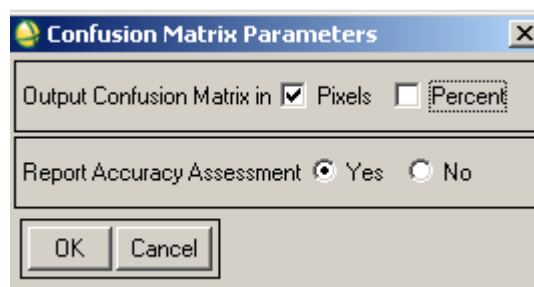 Confusion Matrix Parameters
Output Confusion Matrix in Pixels Percent
Report Accuracy Assessment Yes No
OK Cancel